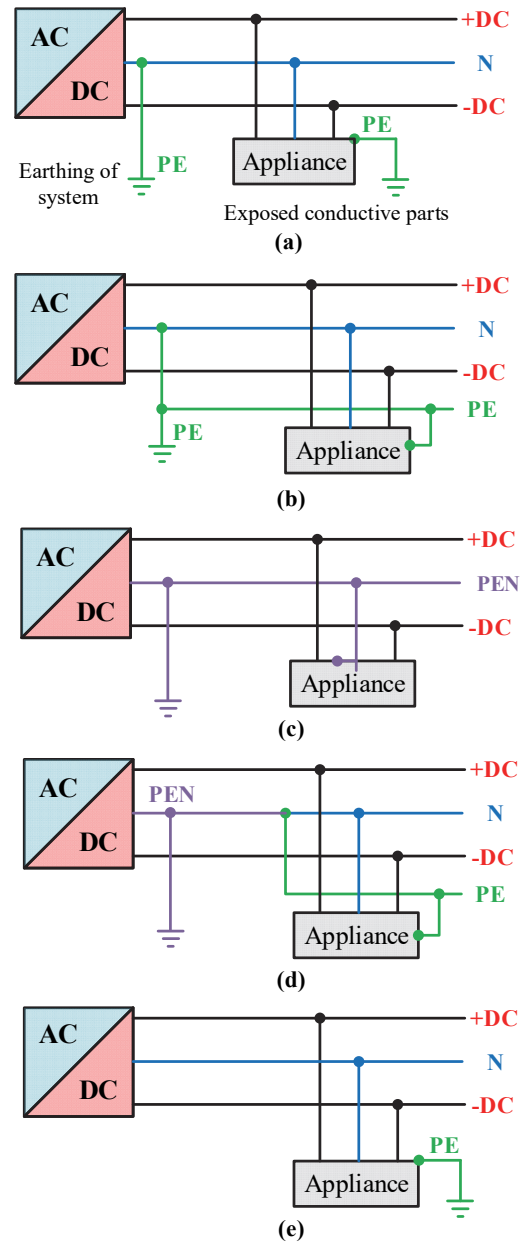 AC
DC
+DC
N
-DC
PE
PE
Earthing of
system
Appliance
Exposed conductive parts
(a)
AC
DC
+DC
N
-DC
PE
PE
Appliance
(b)
AC
DC
+DC
PEN
-DC
Appliance
(c)
AC
DC
PEN
+DC
N
-DC
PE
Appliance
(d)
AC
DC
+DC
N
-DC
PE
Appliance
(e)